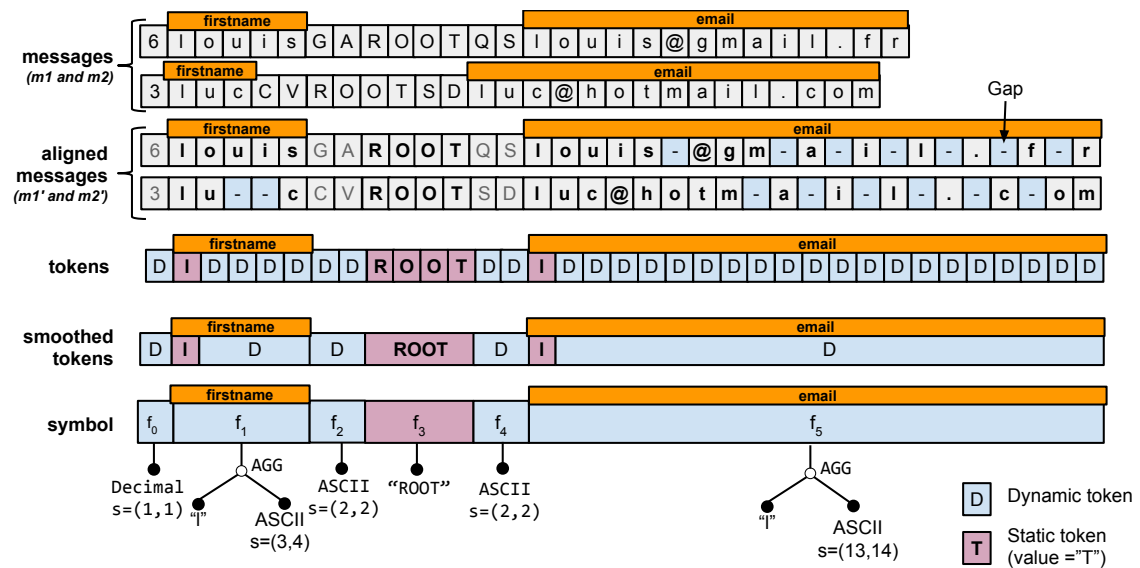 firstname
email
messages
(m1 and m2)
6 l o u i s G A R O O T Q S l o u i s @ g m a i l . f r
firstname
email
3 l u c C V R O O T S D l u c @ h o t m a i l . c o m
Gap
firstname
email
aligned
messages
(m1' and m2')
6 l o u i s G A R O O T Q S l o u i s - @ g m - a - i - l - . - f - r
3 l u - - c C V R O O T S D l u c @ h o t m - a - i - l - . - c - o m
firstname
email
tokens
D l D D D D D D R O O T D D l D D D D D D D D D D D D D D D D D D D D
firstname
email
smoothed
tokens
D l D D ROOT D l D
firstname
email
symbol
f0 f1 f2 f3 f4 f5
AGG
AGG
Decimal
s=(1,1)
“l”
ASCII
s=(3,4)
ASCII
s=(2,2)
“ROOT”
ASCII
s=(2,2)
“l”
ASCII
s=(13,14)
D Dynamic token
T Static token
(value =”T”)